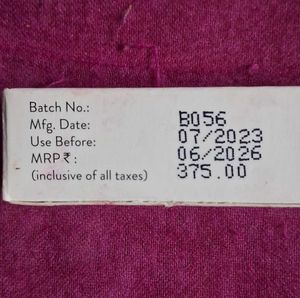 Batch No.: B056
Mfg. Date: 07/2023
Use Before: 06/2026
MRP ₹ : 375.00
(inclusive of all taxes)